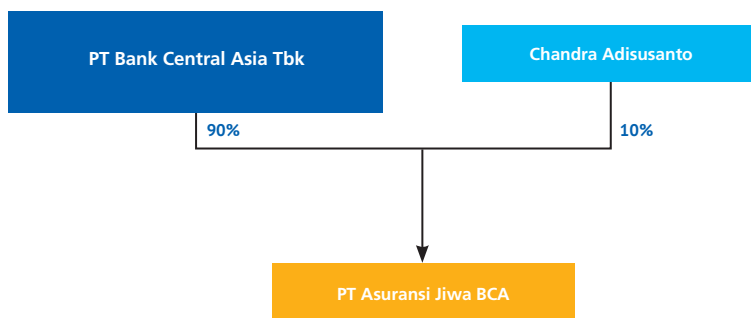 PT Bank Central Asia Tbk
Chandra Adisusanto
90%
10%
PT Asuransi Jiwa BCA